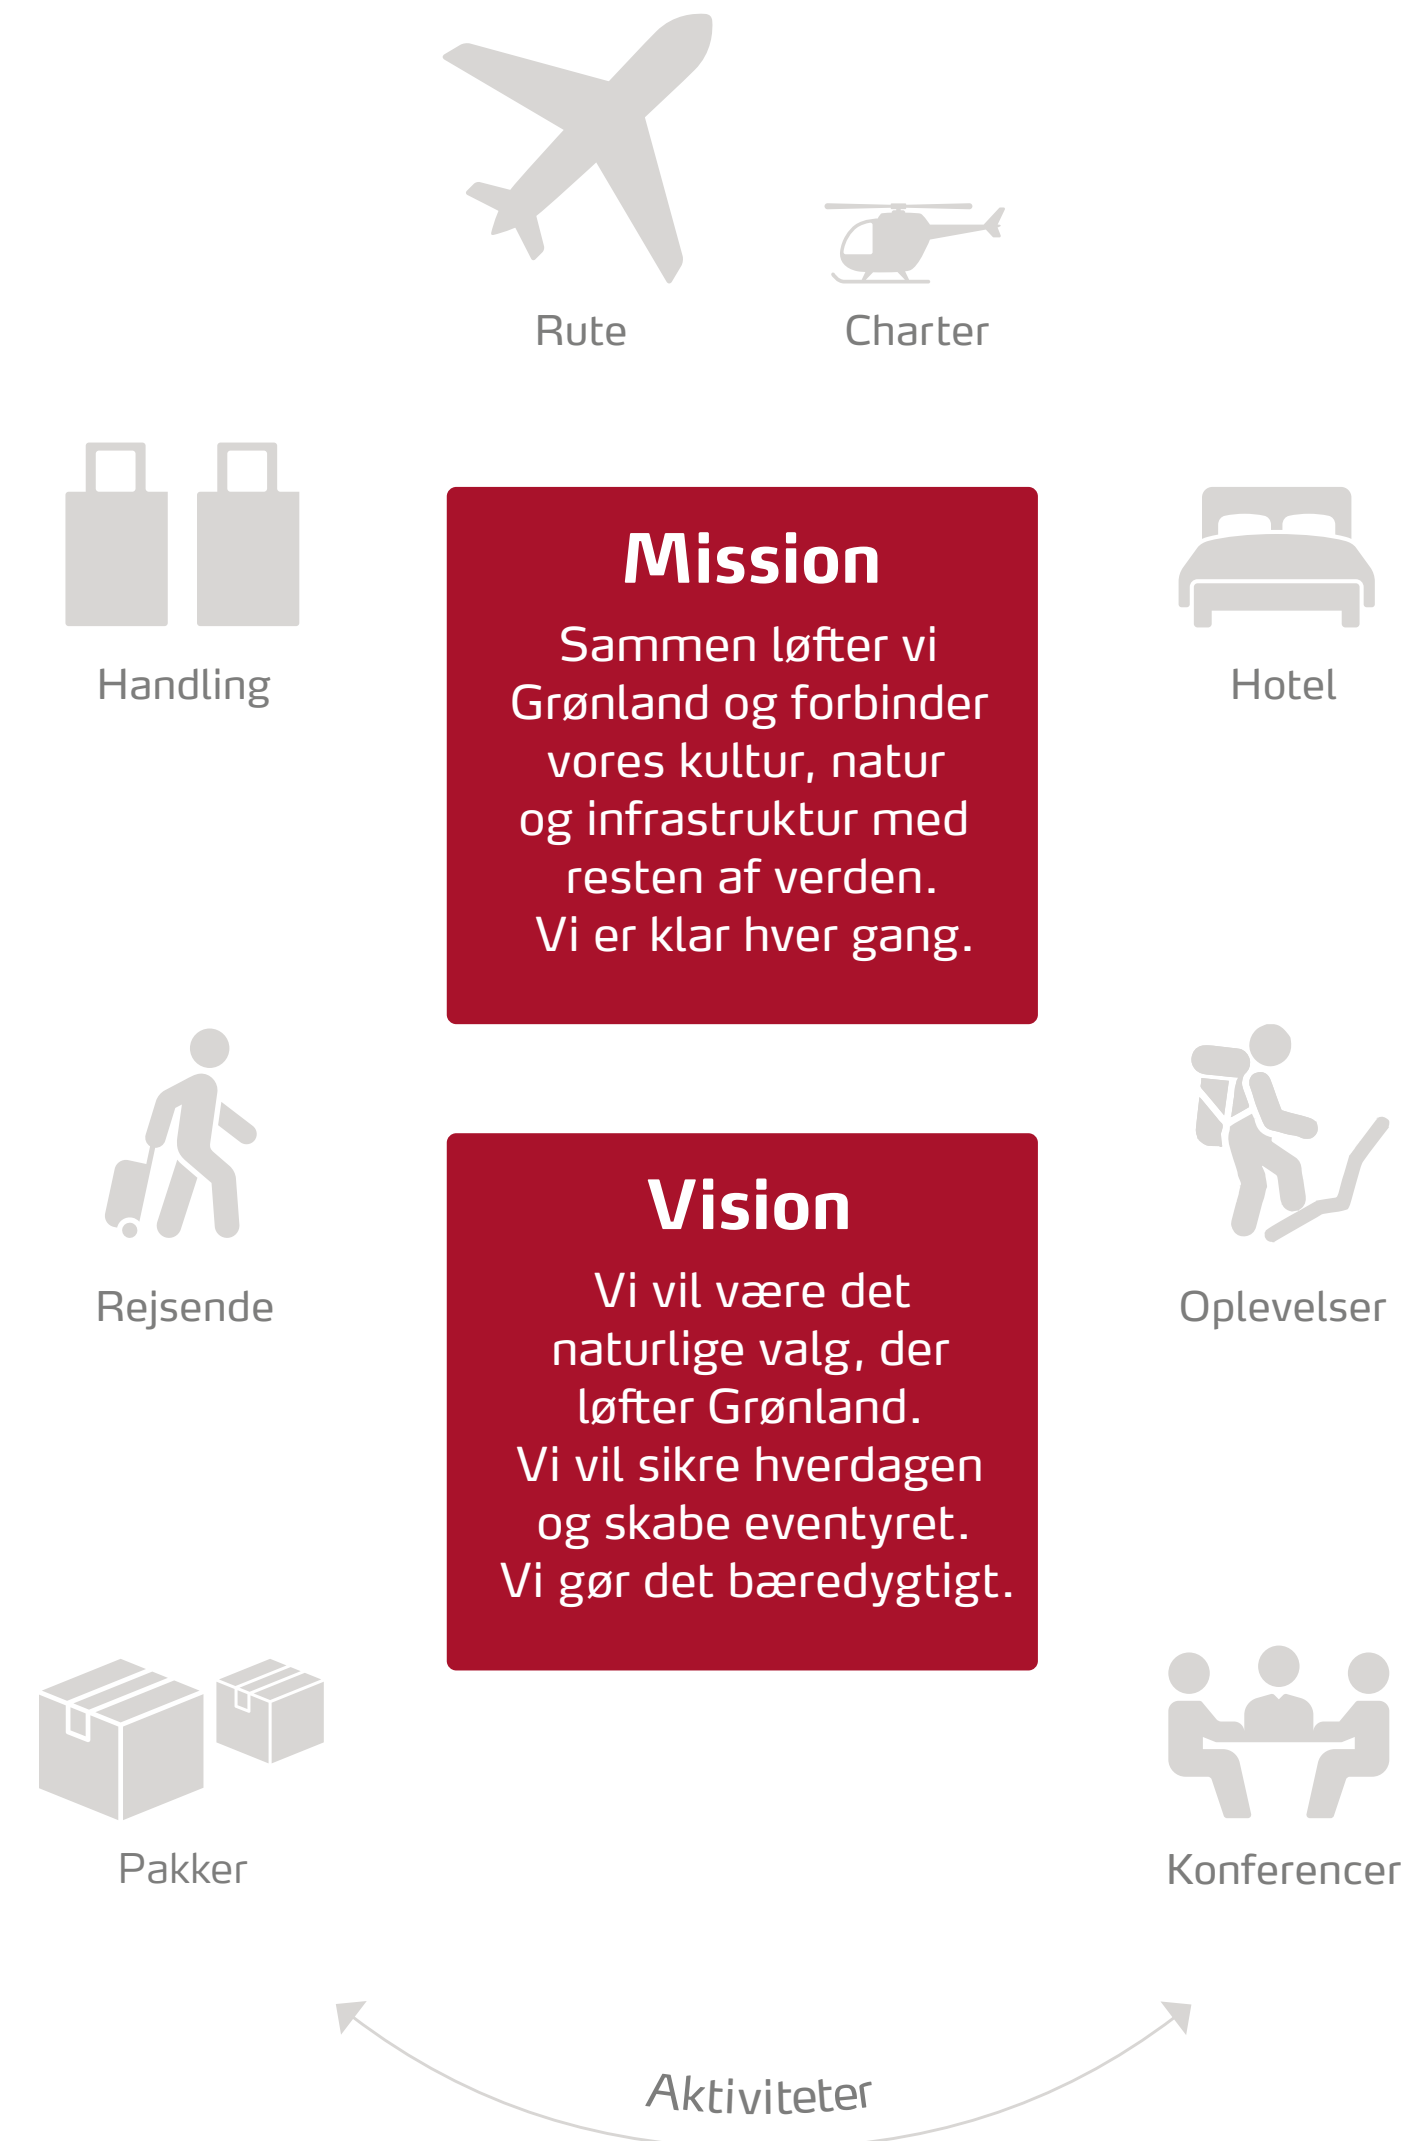 Rute
Charter
Handling
Hotel
Mission
Sammen løfter vi
Grønland og forbinder
vores kultur, natur
og infrastruktur med
resten af verden.
Vi er klar hver gang.
Rejsende
Oplevelser
Vision
Vi vil være det
naturlige valg, der
løfter Grønland.
Vi vil sikre hverdagen
og skabe eventyret.
Vi gør det bæredygtigt.
Pakker
Konferencer
Aktiviteter